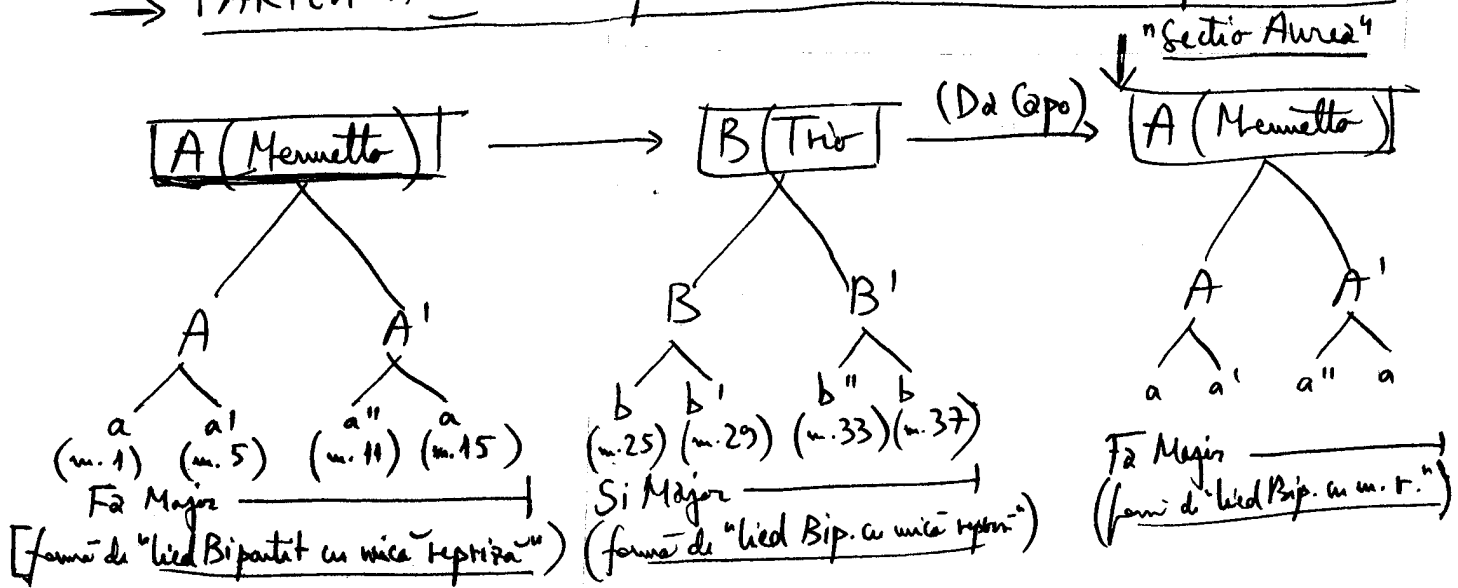 "Sectio Aurea"
A (Menuetto) B (Trio) (Da Capo) A (Menuetto)
A A' B B' A A'
a a' a" a b b' b" b a a' a" a
(m.1) (m.5) (m.11) (m.15) (m.25) (m.29) (m.33) (m.37)
Fa Major Si Major Fa Major
[formă de "lied Bipartit cu mică repriză") (formă de "lied Bip. cu mică repriză") (formă de "lied Bip. cu m. r.")